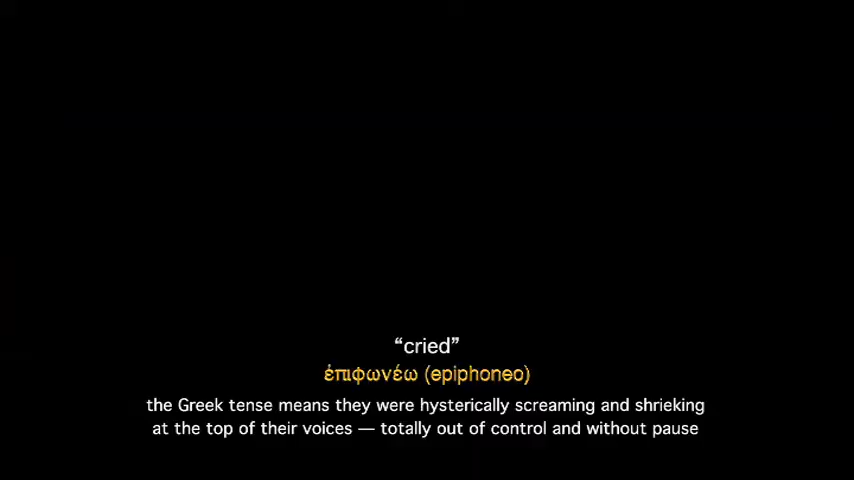 “cried”
ἐπιφωνέω (epiphoneo)
the Greek tense means they were hysterically screaming and shrieking
at the top of their voices — totally out of control and without pause